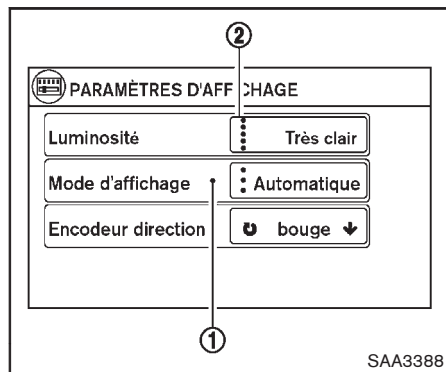 ②
PARAMÈTRES D'AFF CHAGE
Luminosité Très clair
Mode d'affichage Automatique
Encodeur direction bouge
①
SAA3388